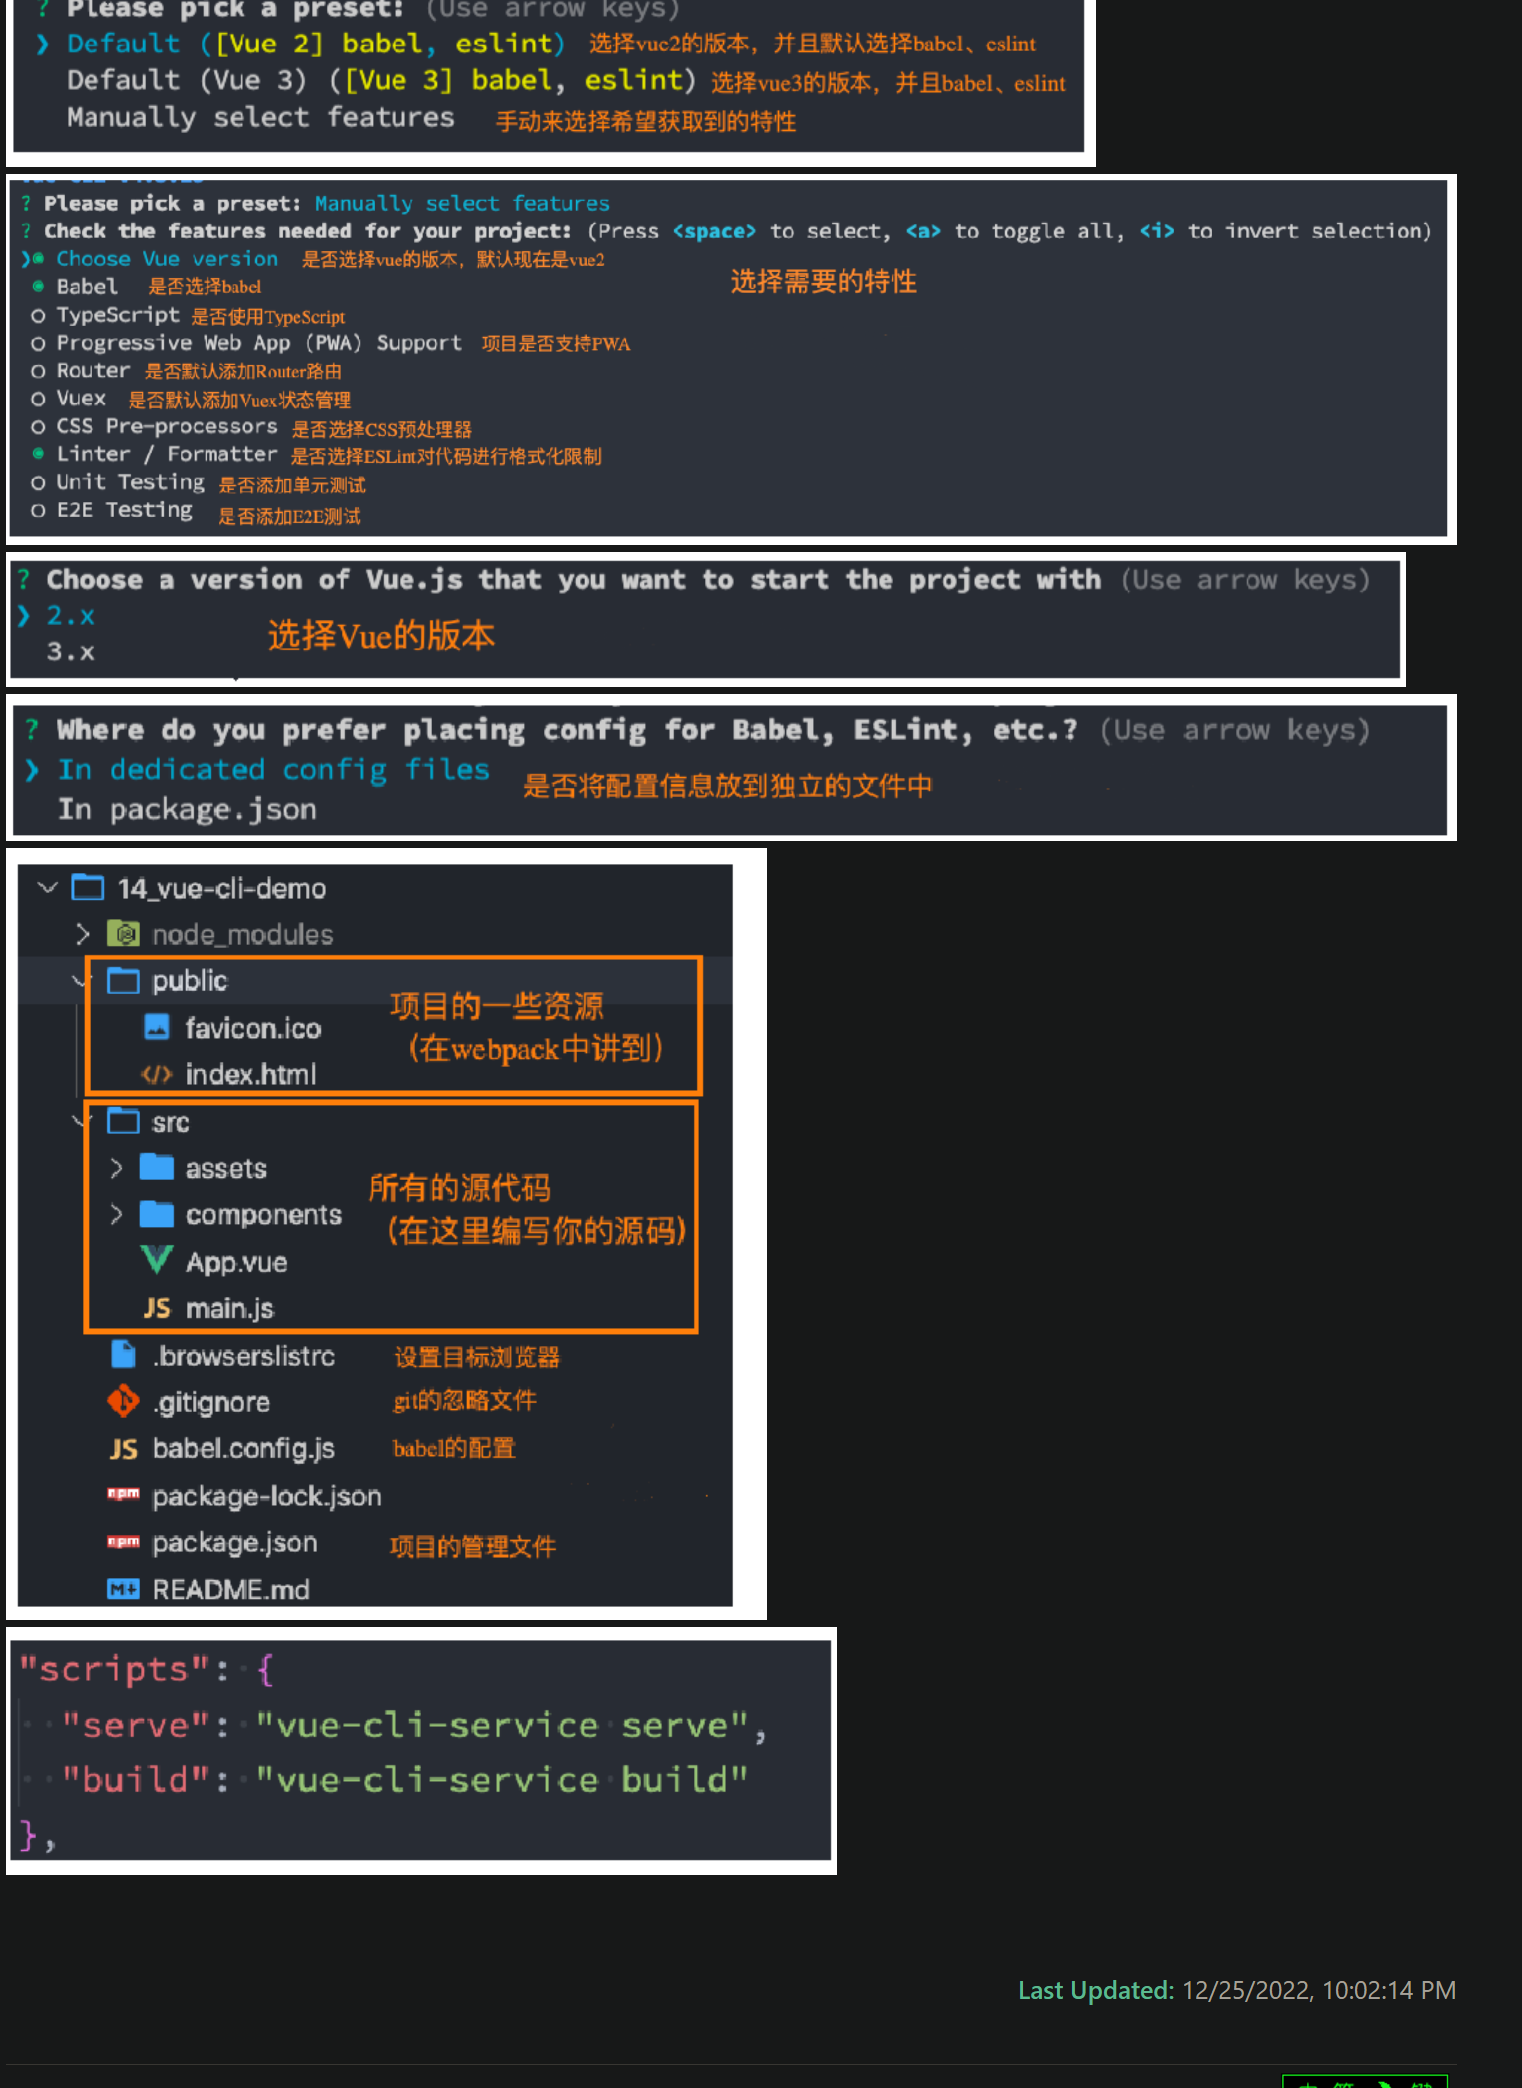 ? Please pick a preset: (Use arrow keys)
❯ Default ([Vue 2] babel, eslint) 选择vue2的版本，并且默认选择babel、eslint
Default (Vue 3) ([Vue 3] babel, eslint) 选择vue3的版本，并且babel、eslint
Manually select features 手动来选择希望获取到的特性
? Please pick a preset: Manually select features
? Check the features needed for your project: (Press <space> to select, <a> to toggle all, <i> to invert selection)
❯◉ Choose Vue version 是否选择vue的版本，默认现在是vue2
选择需要的特性
◉ Babel 是否选择babel
○ TypeScript 是否使用TypeScript
○ Progressive Web App (PWA) Support 项目是否支持PWA
○ Router 是否默认添加Router路由
○ Vuex 是否默认添加Vuex状态管理
○ CSS Pre-processors 是否选择CSS预处理器
◉ Linter / Formatter 是否选择ESLint对代码进行格式化限制
○ Unit Testing 是否添加单元测试
○ E2E Testing 是否添加E2E测试
? Choose a version of Vue.js that you want to start the project with (Use arrow keys)
❯ 2.x
选择Vue的版本
3.x
? Where do you prefer placing config for Babel, ESLint, etc.? (Use arrow keys)
❯ In dedicated config files 是否将配置信息放到独立的文件中
In package.json
14_vue-cli-demo
node_modules
public
项目的一些资源
favicon.ico
（在webpack中讲到）
index.html
src
assets
所有的源代码
components
（在这里编写你的源码）
App.vue
JS main.js
.browserslistrc 设置目标浏览器
.gitignore git的忽略文件
JS babel.config.js babel的配置
npm package-lock.json
npm package.json 项目的管理文件
M↓ README.md
"scripts": {
"serve": "vue-cli-service serve",
"build": "vue-cli-service build"
},
Last Updated: 12/25/2022, 10:02:14 PM